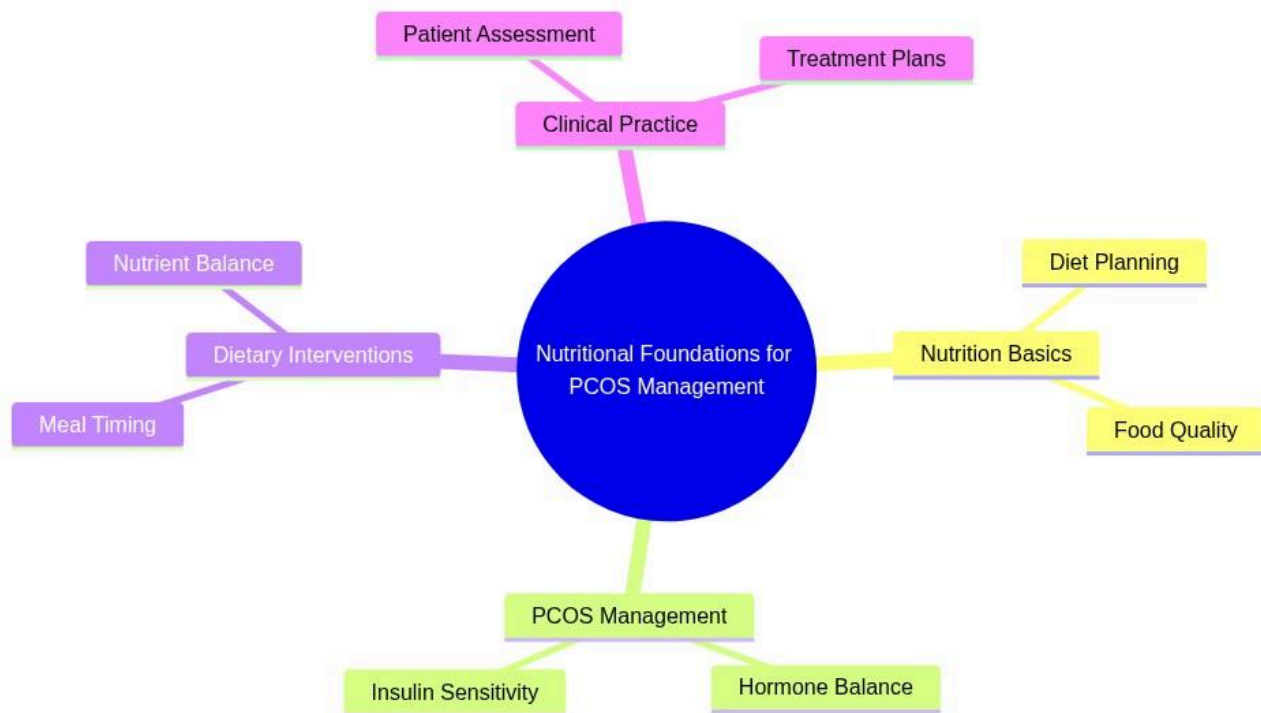 Patient Assessment
Treatment Plans
Clinical Practice
Nutrient Balance
Diet Planning
Dietary Interventions
Nutritional Foundations for
PCOS Management
Nutrition Basics
Meal Timing
Food Quality
PCOS Management
Insulin Sensitivity
Hormone Balance